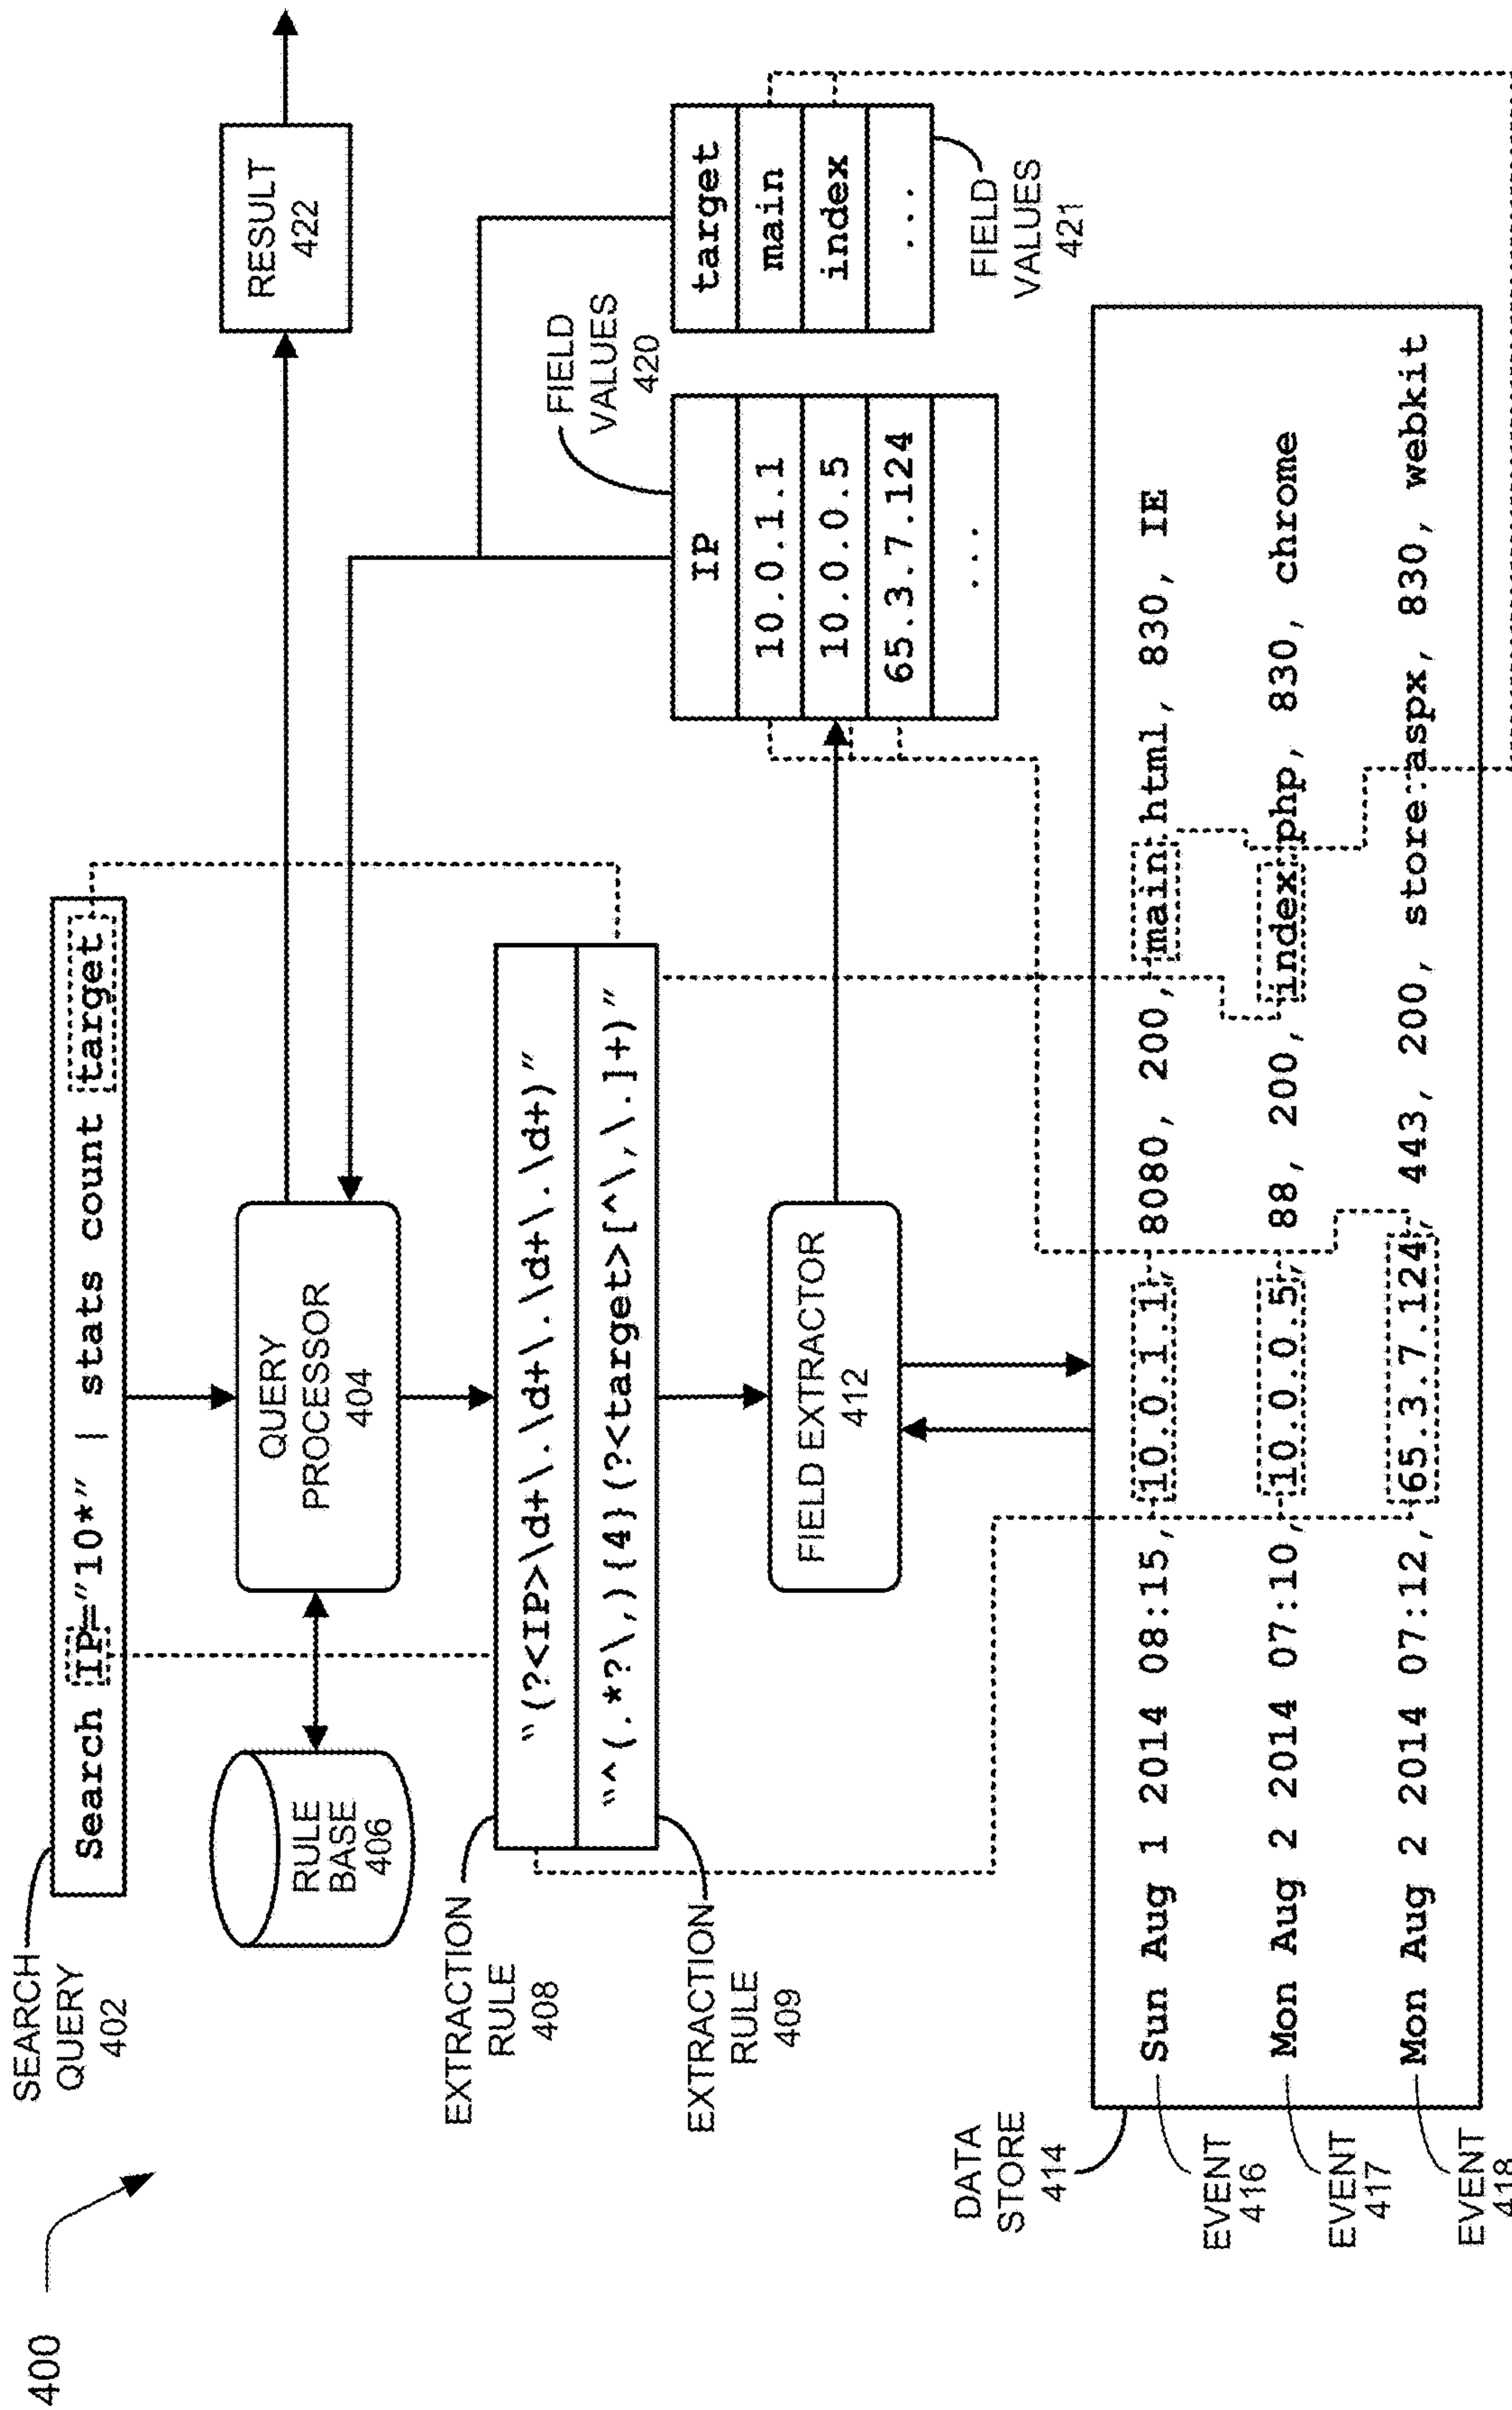 400
SEARCH
QUERY
402
Search IP="10*" | stats count target
RULE
BASE
406
QUERY
PROCESSOR
404
RESULT
422
EXTRACTION
RULE
408
"(?<IP>\d+\.\d+\.\d+\.\d+)"
"^(.*?\,){4}(?<target>[^\,\.]+)"
EXTRACTION
RULE
409
FIELD EXTRACTOR
412
FIELD
VALUES
420
IP
10.0.1.1
10.0.0.5
65.3.7.124
...
target
main
index
...
FIELD
VALUES
421
DATA
STORE
414
EVENT
416
Sun Aug 1 2014 08:15, 10.0.1.1, 8080, 200, main.html, 830, IE
EVENT
417
Mon Aug 2 2014 07:10, 10.0.0.5, 88, 200, index.php, 830, chrome
EVENT
418
Mon Aug 2 2014 07:12, 65.3.7.124, 443, 200, store.aspx, 830, webkit